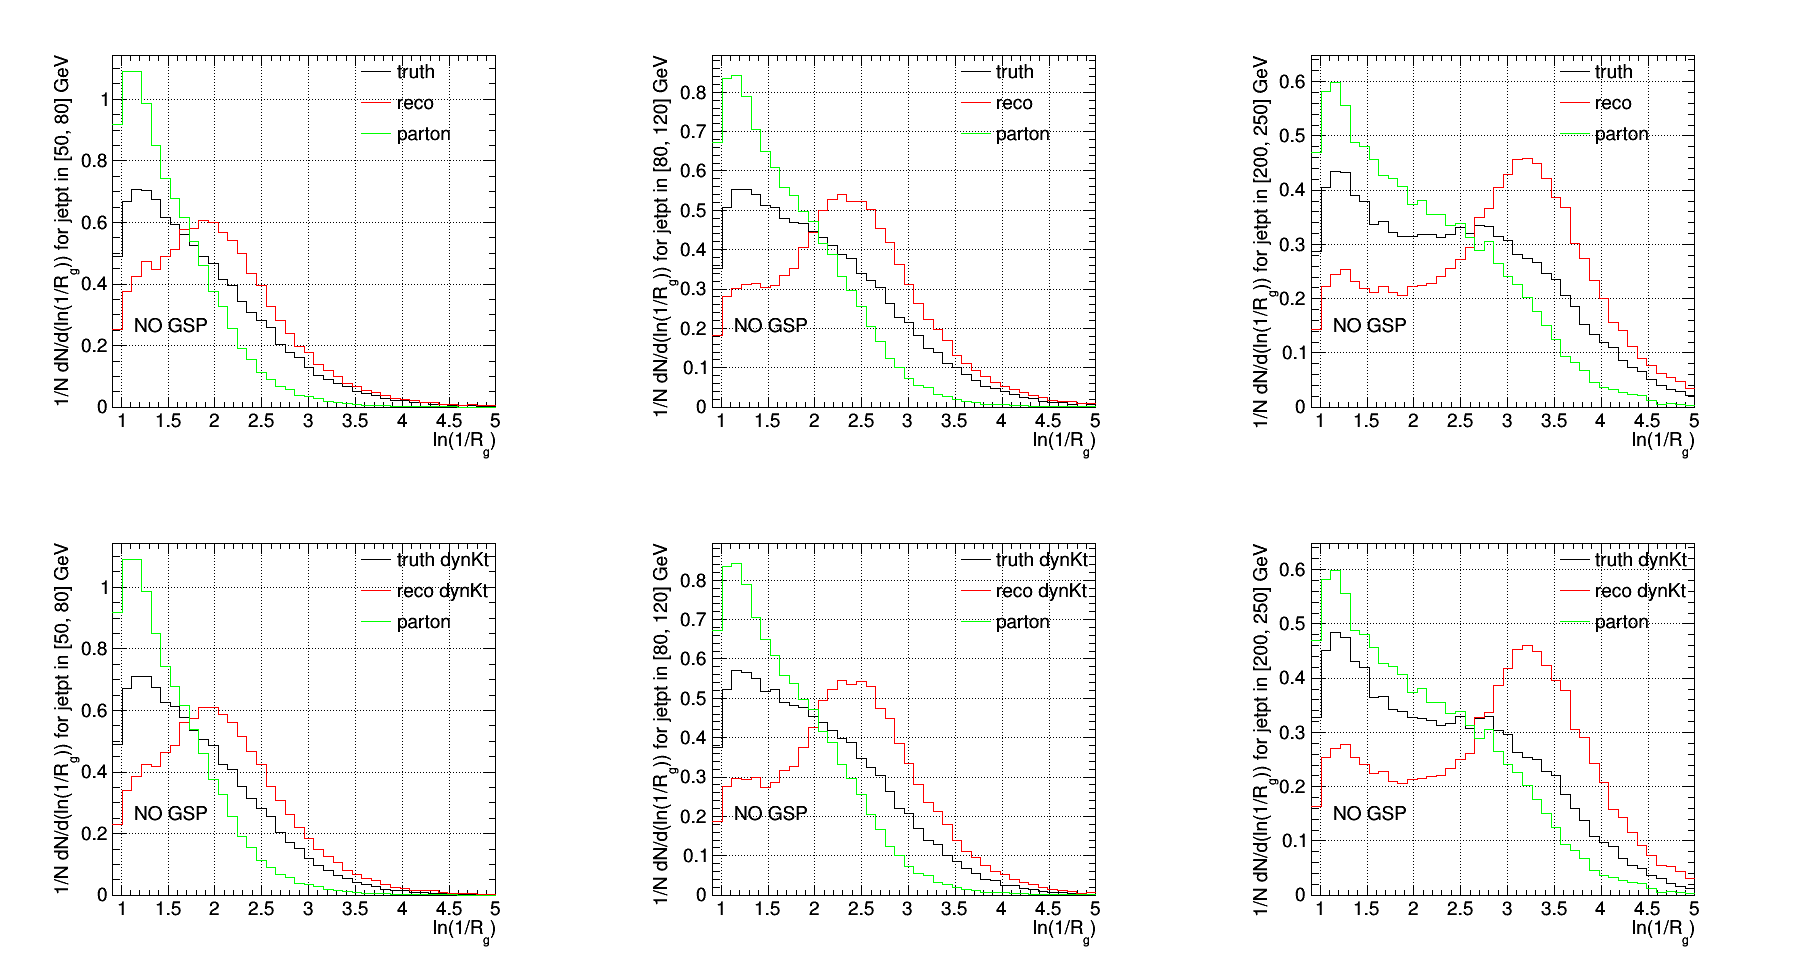 1/N dN/d(ln(1/Rg)) for jetpt in [50, 80] GeV
truth
reco
parton
NO GSP
0 0.2 0.4 0.6 0.8 1
1 1.5 2 2.5 3 3.5 4 4.5 5
ln(1/Rg)
1/N dN/d(ln(1/Rg)) for jetpt in [80, 120] GeV
truth
reco
parton
NO GSP
0 0.1 0.2 0.3 0.4 0.5 0.6 0.7 0.8
1 1.5 2 2.5 3 3.5 4 4.5 5
ln(1/Rg)
1/N dN/d(ln(1/Rg)) for jetpt in [200, 250] GeV
truth
reco
parton
NO GSP
0 0.1 0.2 0.3 0.4 0.5 0.6
1 1.5 2 2.5 3 3.5 4 4.5 5
ln(1/Rg)
1/N dN/d(ln(1/Rg)) for jetpt in [50, 80] GeV
truth dynKt
reco dynKt
parton
NO GSP
0 0.2 0.4 0.6 0.8 1
1 1.5 2 2.5 3 3.5 4 4.5 5
ln(1/Rg)
1/N dN/d(ln(1/Rg)) for jetpt in [80, 120] GeV
truth dynKt
reco dynKt
parton
NO GSP
0 0.1 0.2 0.3 0.4 0.5 0.6 0.7 0.8
1 1.5 2 2.5 3 3.5 4 4.5 5
ln(1/Rg)
1/N dN/d(ln(1/Rg)) for jetpt in [200, 250] GeV
truth dynKt
reco dynKt
parton
NO GSP
0 0.1 0.2 0.3 0.4 0.5 0.6
1 1.5 2 2.5 3 3.5 4 4.5 5
ln(1/Rg)